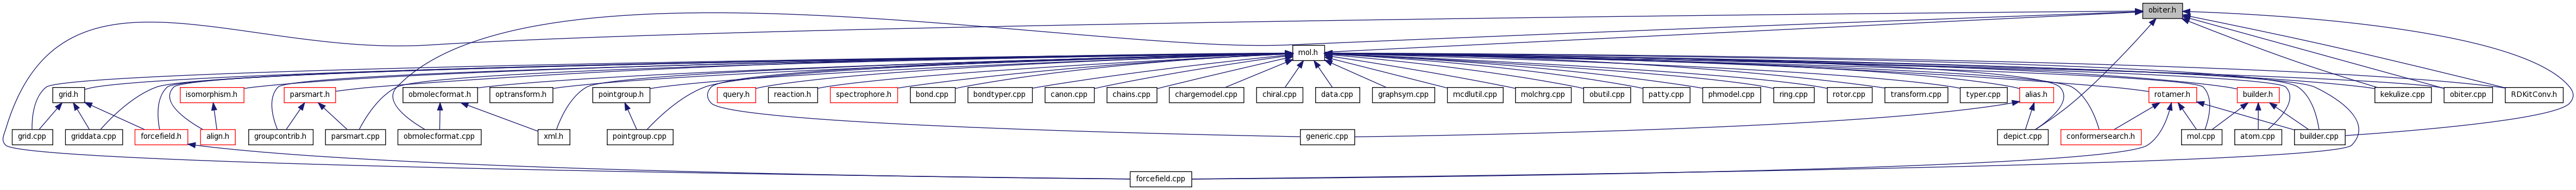 obiter.h
mol.h
grid.h
isomorphism.h
parsmart.h
obmolecformat.h
optransform.h
pointgroup.h
query.h
reaction.h
spectrophore.h
bond.cpp
bondtyper.cpp
canon.cpp
chains.cpp
chargemodel.cpp
chiral.cpp
data.cpp
graphsym.cpp
mcdlutil.cpp
molchrg.cpp
obutil.cpp
patty.cpp
phmodel.cpp
ring.cpp
rotor.cpp
transform.cpp
typer.cpp
alias.h
rotamer.h
builder.h
kekulize.cpp
obiter.cpp
RDKitConv.h
grid.cpp
griddata.cpp
forcefield.h
align.h
groupcontrib.h
parsmart.cpp
obmolecformat.cpp
xml.h
pointgroup.cpp
generic.cpp
depict.cpp
conformersearch.h
mol.cpp
atom.cpp
builder.cpp
forcefield.cpp